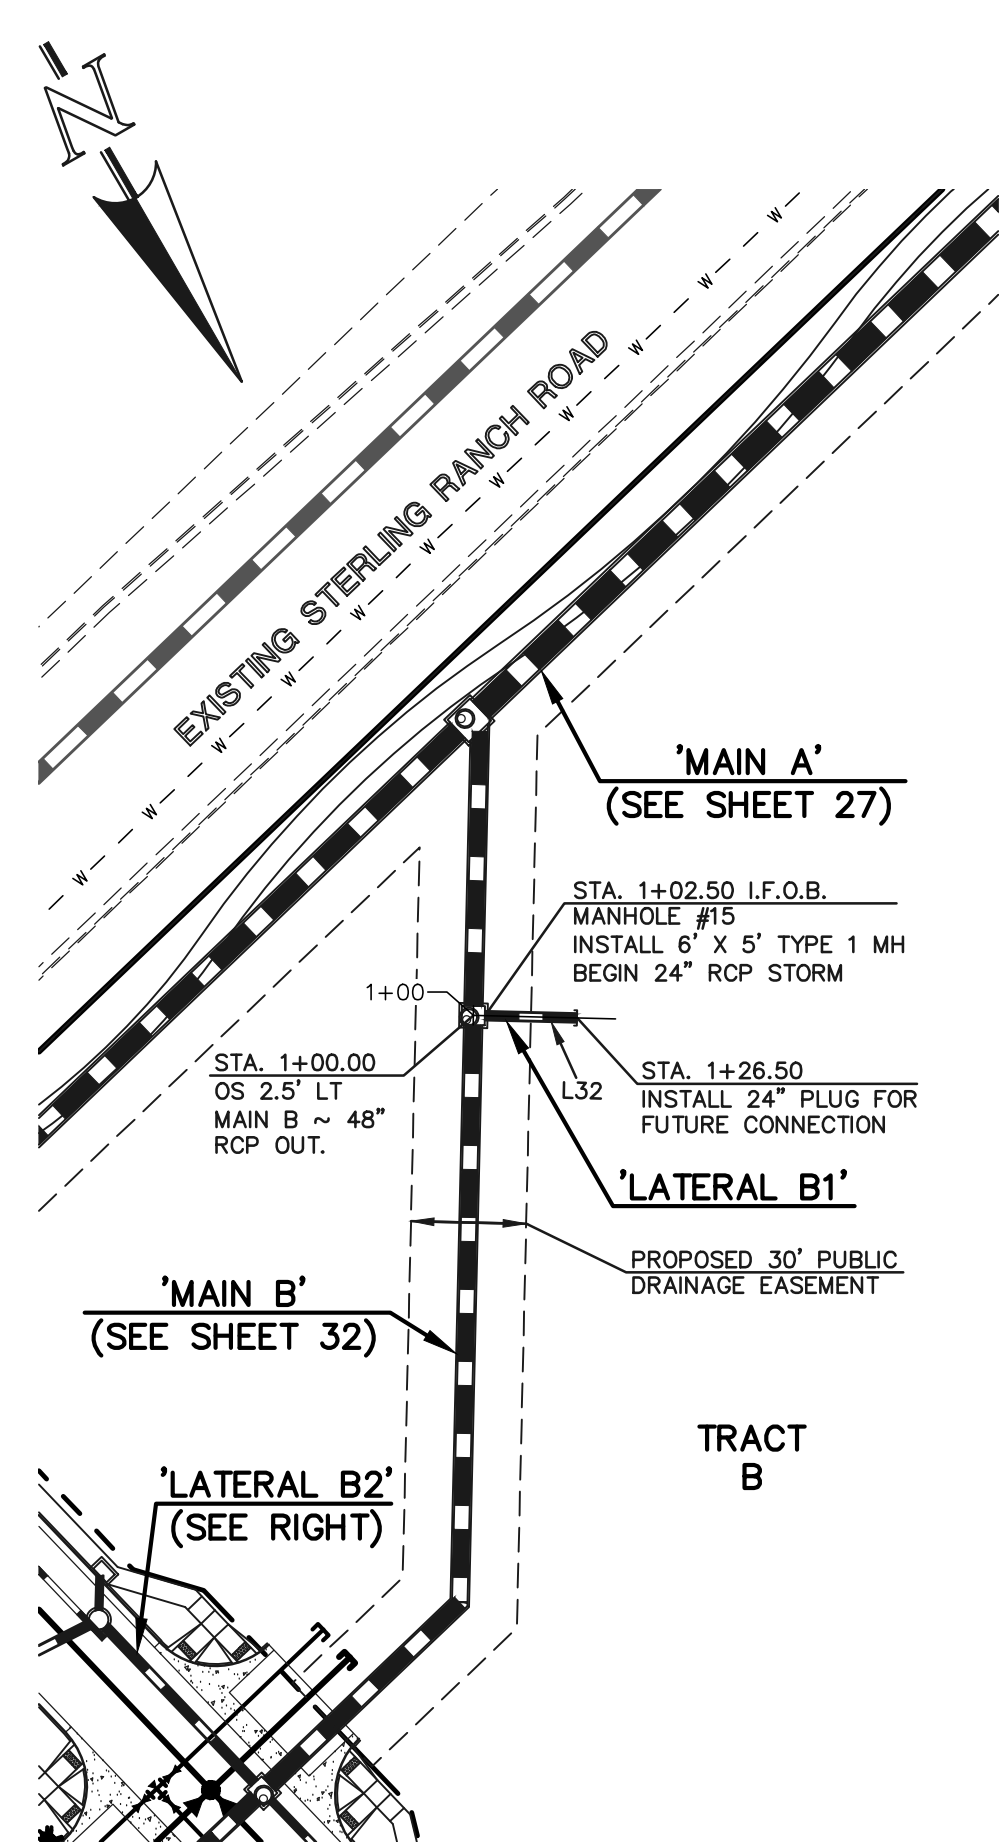 N
W
W
W
W
W
W
W
W
W
W
W
EXISTING STERLING RANCH ROAD
'MAIN A'
(SEE SHEET 27)
STA. 1+02.50 I.F.O.B.
MANHOLE #15
INSTALL 6' X 5' TYPE 1 MH
BEGIN 24" RCP STORM
1+00
STA. 1+00.00
OS 2.5' LT
MAIN B ~ 48"
RCP OUT.
L32
STA. 1+26.50
INSTALL 24" PLUG FOR
FUTURE CONNECTION
'LATERAL B1'
PROPOSED 30' PUBLIC
DRAINAGE EASEMENT
'MAIN B'
(SEE SHEET 32)
TRACT
B
'LATERAL B2'
(SEE RIGHT)